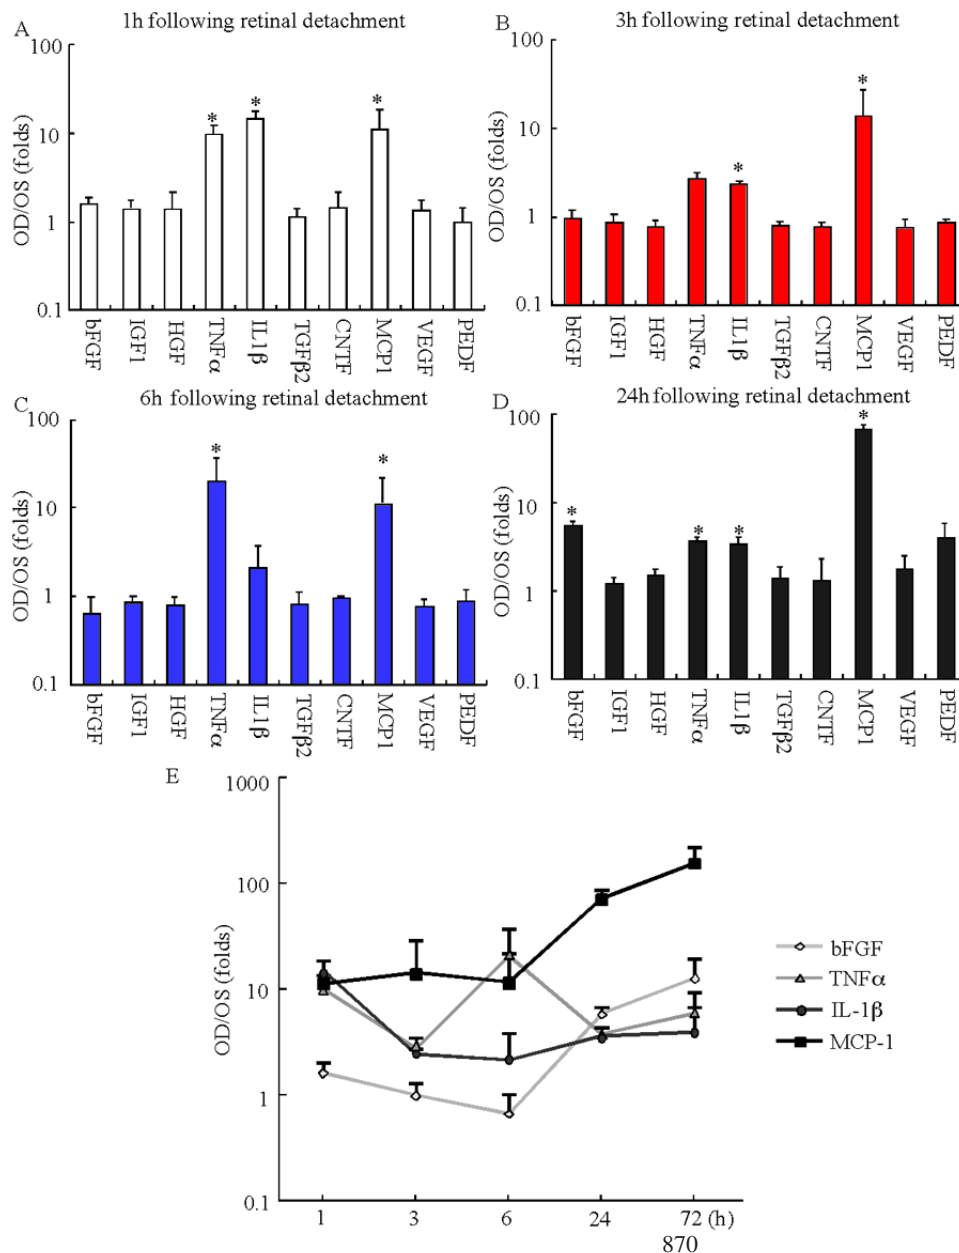 A
1h following retinal detachment
OD/OS (folds)
100
10
1
0.1
* * *
bFGF IGF1 HGF TNFα IL1β TGFβ2 CNTF MCP1 VEGF PEDF
B
3h following retinal detachment
OD/OS (folds)
100
10
1
0.1
* *
bFGF IGF1 HGF TNFα IL1β TGFβ2 CNTF MCP1 VEGF PEDF
C
6h following retinal detachment
OD/OS (folds)
100
10
1
0.1
* *
bFGF IGF1 HGF TNFα IL1β TGFβ2 CNTF MCP1 VEGF PEDF
D
24h following retinal detachment
OD/OS (folds)
100
10
1
0.1
* * * *
bFGF IGF1 HGF TNFα IL1β TGFβ2 CNTF MCP1 VEGF PEDF
E
OD/OS (folds)
1000
100
10
1
0.1
1 3 6 24 72 (h)
bFGF
TNFα
IL-1β
MCP-1
870